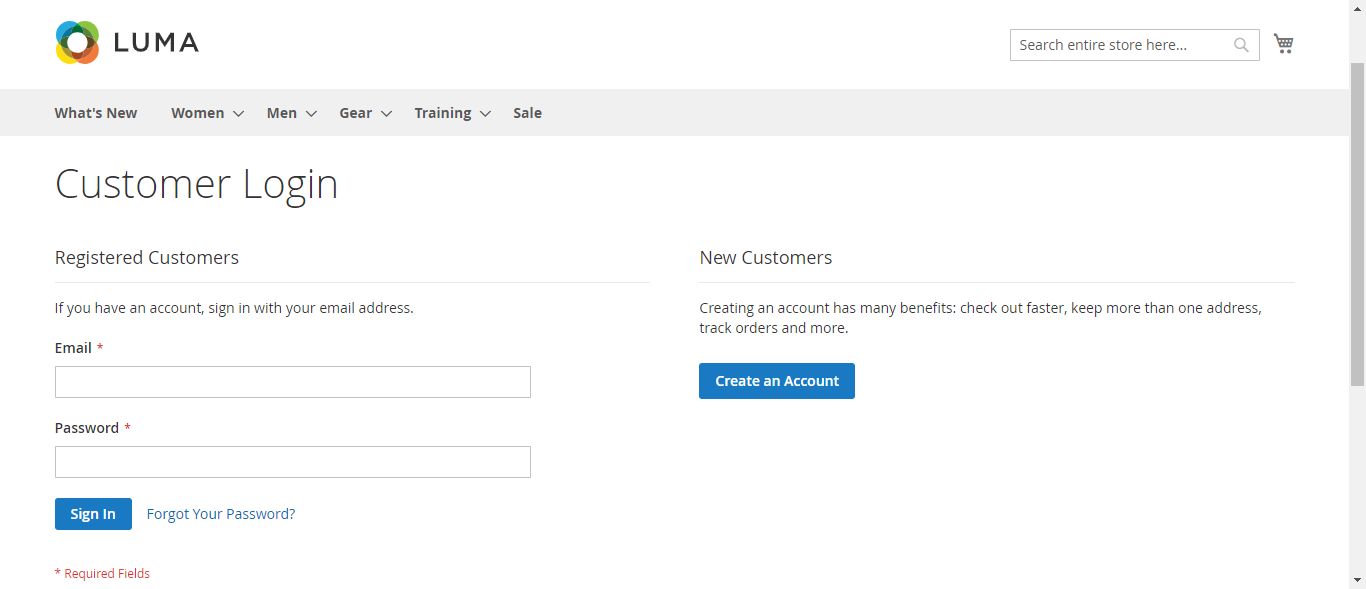 LUMA
Search entire store here...
What's New Women Men Gear Training Sale
Customer Login
Registered Customers
If you have an account, sign in with your email address.
Email *
Password *
Sign In Forgot Your Password?
* Required Fields
New Customers
Creating an account has many benefits: check out faster, keep more than one address,
track orders and more.
Create an Account